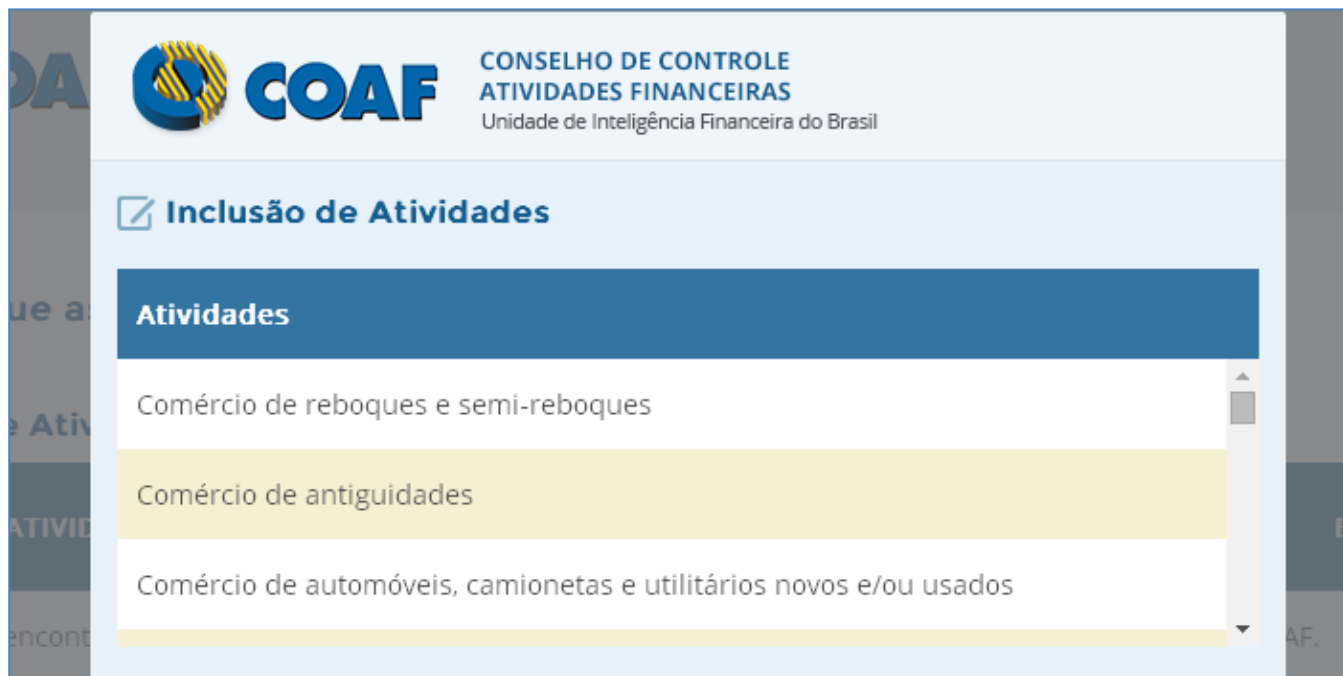 COAF
CONSELHO DE CONTROLE
ATIVIDADES FINANCEIRAS
Unidade de Inteligência Financeira do Brasil
Inclusão de Atividades
Atividades
Comércio de reboques e semi-reboques
Comércio de antiguidades
Comércio de automóveis, camionetas e utilitários novos e/ou usados